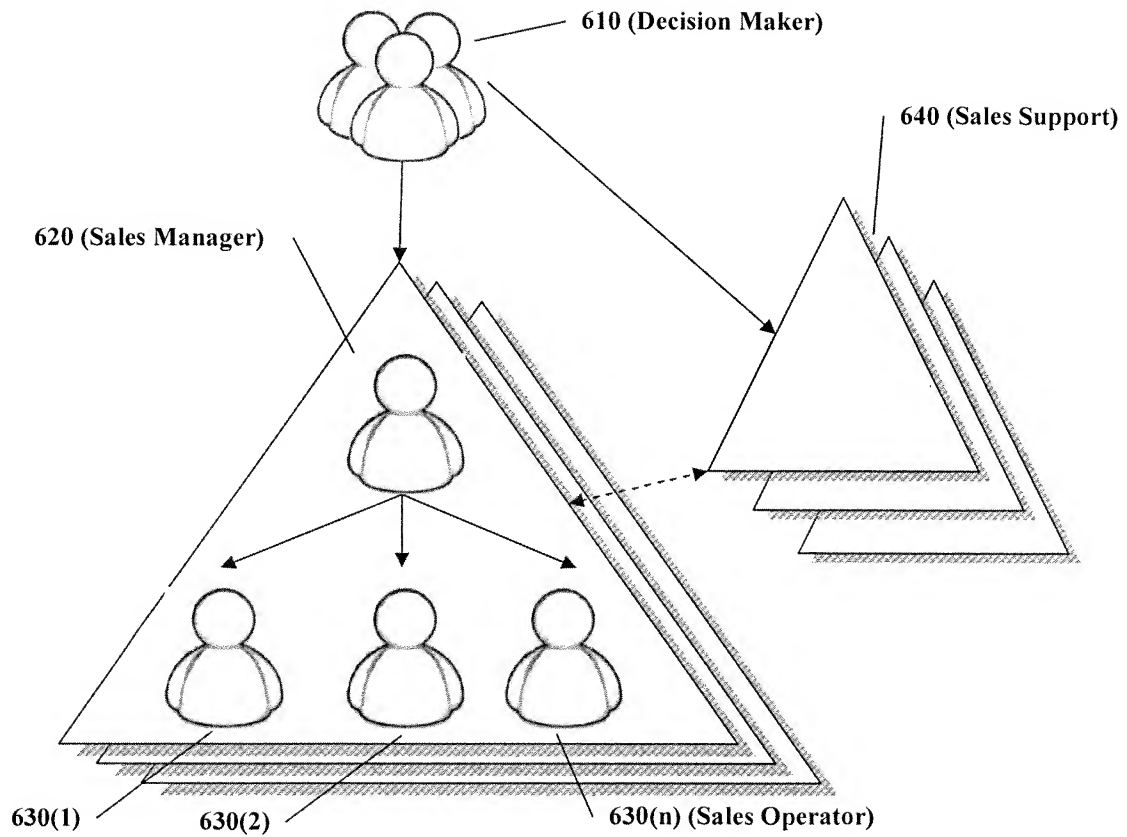 610 (Decision Maker)
640 (Sales Support)
620 (Sales Manager)
630(1)
630(2)
630(n) (Sales Operator)